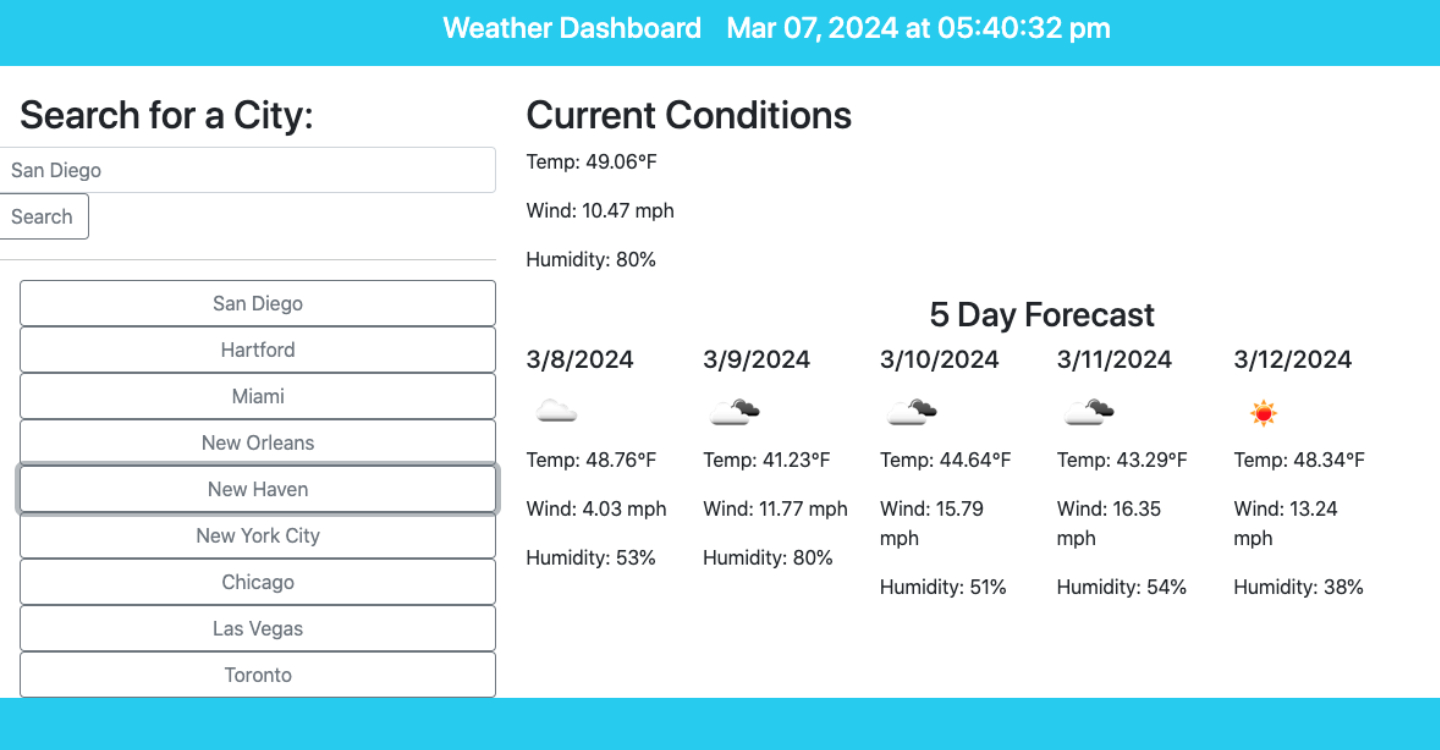 Weather Dashboard Mar 07, 2024 at 05:40:32 pm
Search for a City:
San Diego
Search
San Diego
Hartford
Miami
New Orleans
New Haven
New York City
Chicago
Las Vegas
Toronto
Current Conditions
Temp: 49.06°F
Wind: 10.47 mph
Humidity: 80%
5 Day Forecast
3/8/2024
Temp: 48.76°F
Wind: 4.03 mph
Humidity: 53%
3/9/2024
Temp: 41.23°F
Wind: 11.77 mph
Humidity: 80%
3/10/2024
Temp: 44.64°F
Wind: 15.79
mph
Humidity: 51%
3/11/2024
Temp: 43.29°F
Wind: 16.35
mph
Humidity: 54%
3/12/2024
Temp: 48.34°F
Wind: 13.24
mph
Humidity: 38%